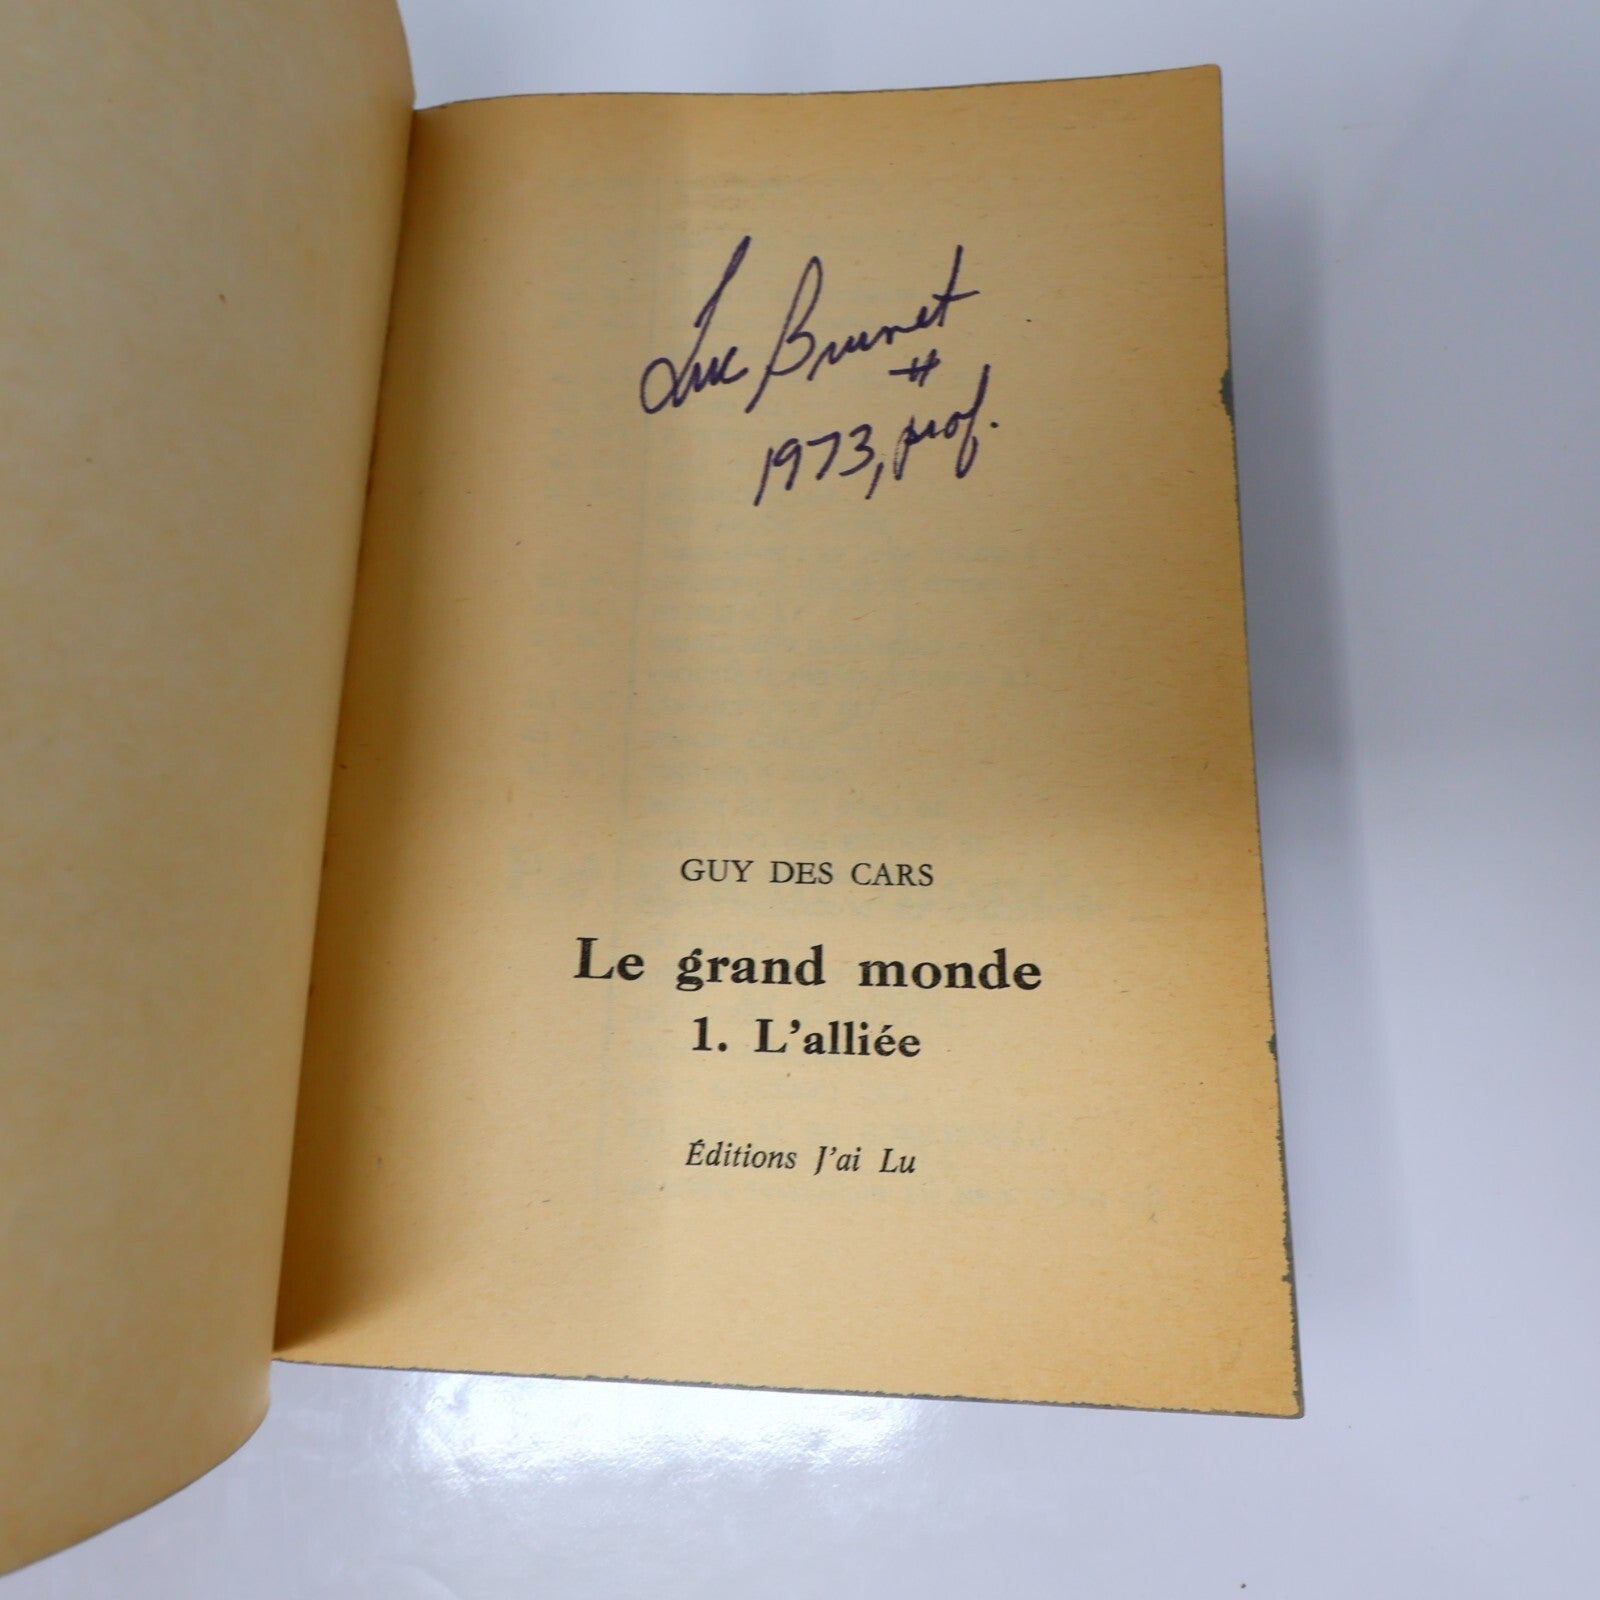 Luc Brunet
#
1973, prof.
GUY DES CARS
Le grand monde
1. L'alliée
Éditions J'ai Lu